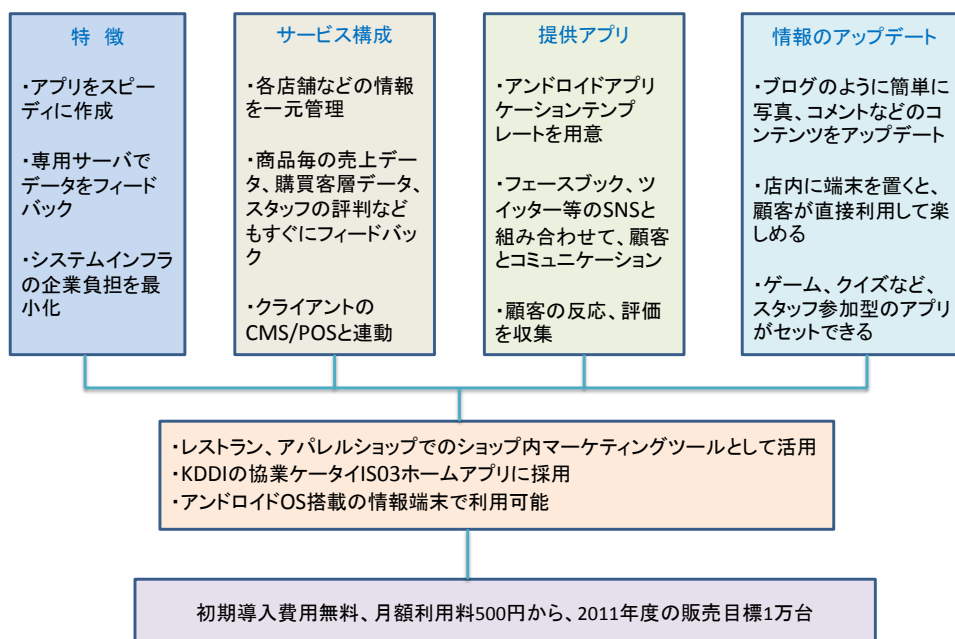 特 徴
・アプリをスピー
ディに作成
・専用サーバで
データをフィード
バック
・システムインフラ
の企業負担を最
小化
サービス構成
・各店舗などの情報
を一元管理
・商品毎の売上デー
タ、購買客層データ、
スタッフの評判など
もすぐにフィードバッ
ク
・クライアントの
CMS/POSと連動
提供アプリ
・アンドロイドアプリ
ケーションテンプ
レートを用意
・フェースブック、ツ
イッター等のSNSと
組み合わせて、顧客
とコミュニケーション
・顧客の反応、評価
を収集
情報のアップデート
・ブログのように簡単に
写真、コメントなどのコ
ンテンツをアップデート
・店内に端末を置くと、
顧客が直接利用して楽
しめる
・ゲーム、クイズなど、
スタッフ参加型のアプリ
がセットできる
・レストラン、アパレルショップでのショップ内マーケティングツールとして活用
・KDDIの協業ケータイIS03ホームアプリに採用
・アンドロイドOS搭載の情報端末で利用可能
初期導入費用無料、月額利用料500円から、2011年度の販売目標1万台